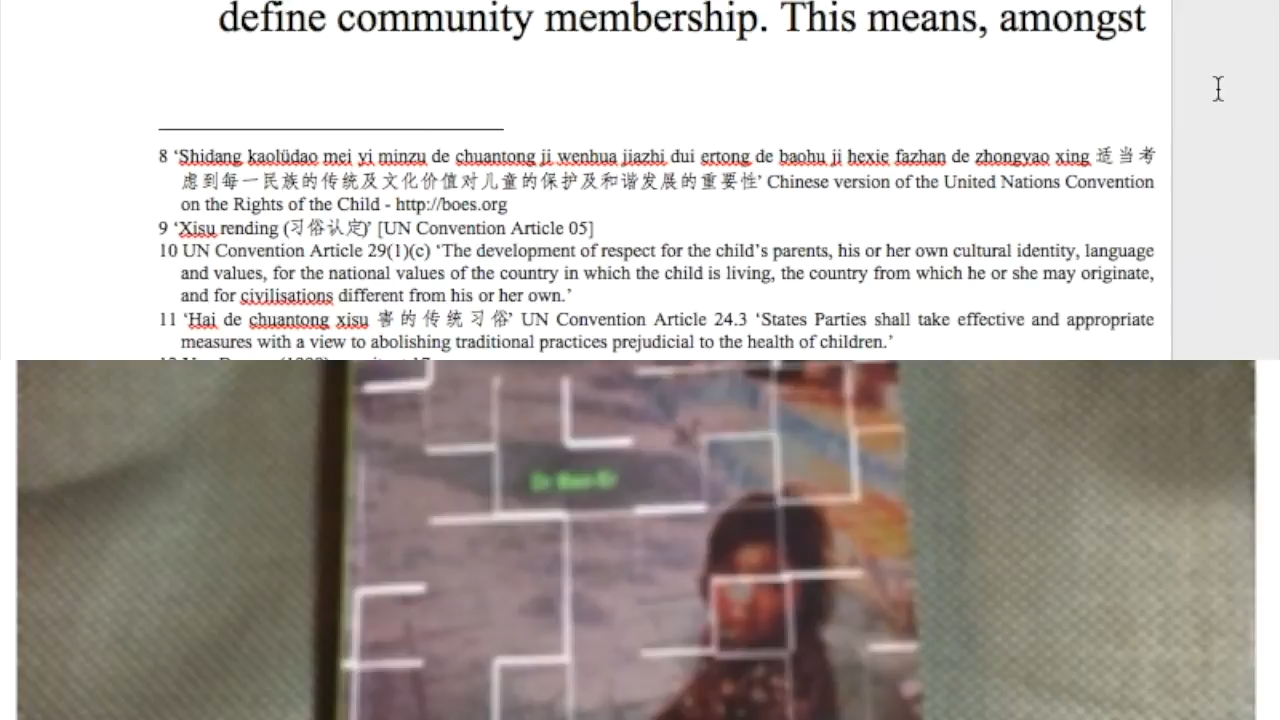 define community membership. This means, amongst
8 ‘Shidang kaolüdao mei yi minzu de chuantong ji wenhua jiazhi dui ertong de baohu ji hexie fazhan de zhongyao xing 适当考
虑到每一民族的传统及文化价值对儿童的保护及和谐发展的重要性’ Chinese version of the United Nations Convention
on the Rights of the Child - http://boes.org
9 ‘Xisu rending (习俗认定)’ [UN Convention Article 05]
10 UN Convention Article 29(1)(c) ‘The development of respect for the child’s parents, his or her own cultural identity, language
and values, for the national values of the country in which the child is living, the country from which he or she may originate,
and for civilisations different from his or her own.’
11 ‘Hai de chuantong xisu 害的传统习俗’ UN Convention Article 24.3 ‘States Parties shall take effective and appropriate
measures with a view to abolishing traditional practices prejudicial to the health of children.’